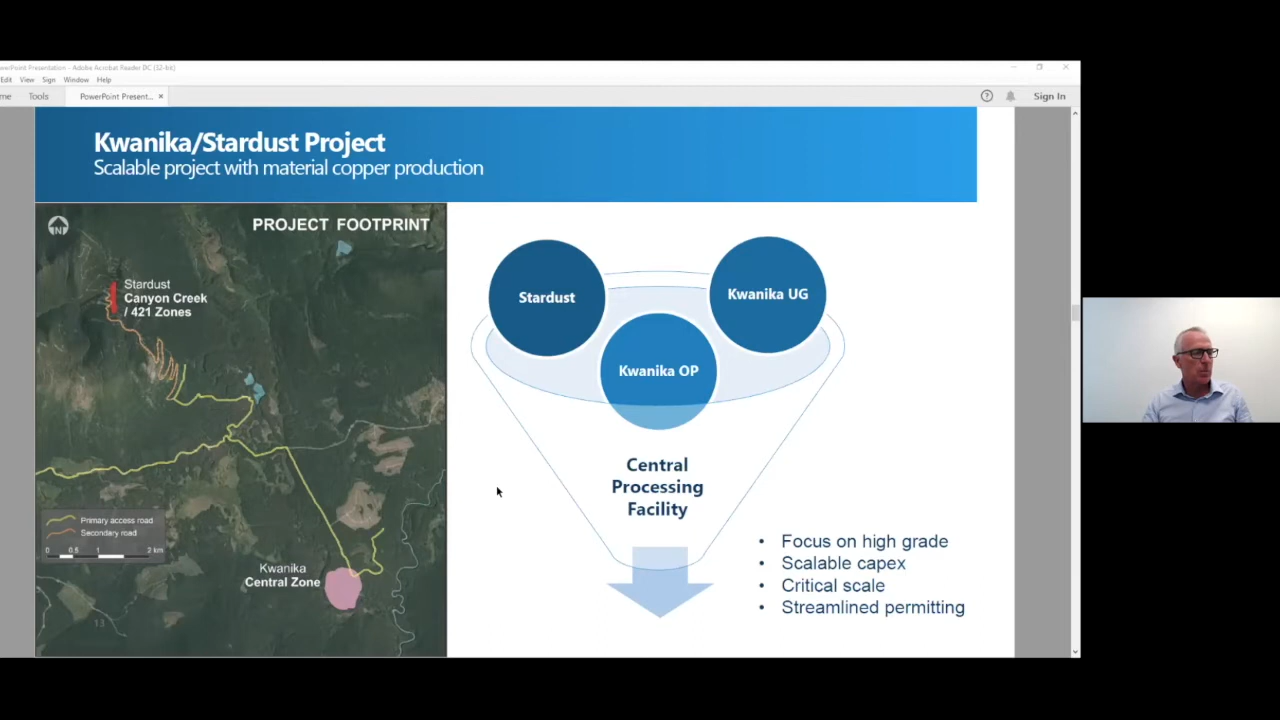 PowerPoint Presentation - Adobe Acrobat Reader DC (32-bit)
Edit View Sign Window Help
Tools
PowerPoint Present... ×
Sign In
Kwanika/Stardust Project
Scalable project with material copper production
N
PROJECT FOOTPRINT
Stardust
Canyon Creek
/ 421 Zones
Primary access road
Secondary road
0 0.5 1 2 km
Kwanika
Central Zone
13
Stardust
Kwanika UG
Kwanika OP
Central
Processing
Facility
• Focus on high grade
• Scalable capex
• Critical scale
• Streamlined permitting